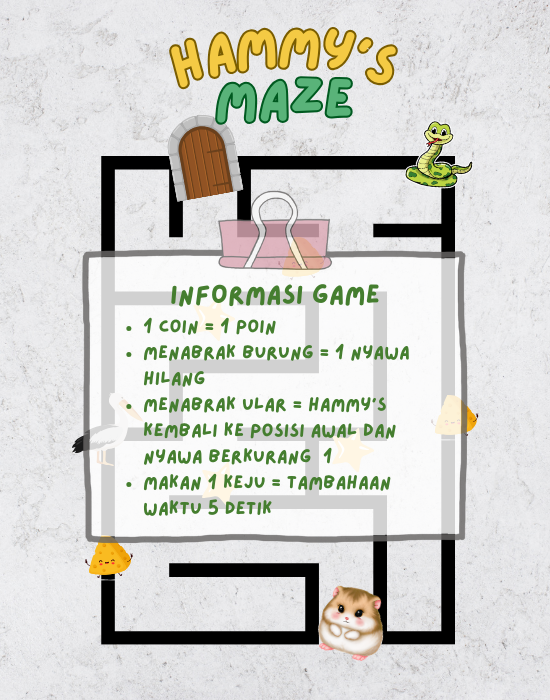 HAMMY'S
MAZE
INFORMASI GAME
• 1 COIN = 1 POIN
• MENABRAK BURUNG = 1 NYAWA
HILANG
• MENABRAK ULAR = HAMMY'S
KEMBALI KE POSISI AWAL DAN
NYAWA BERKURANG 1
• MAKAN 1 KEJU = TAMBAHAAN
WAKTU 5 DETIK